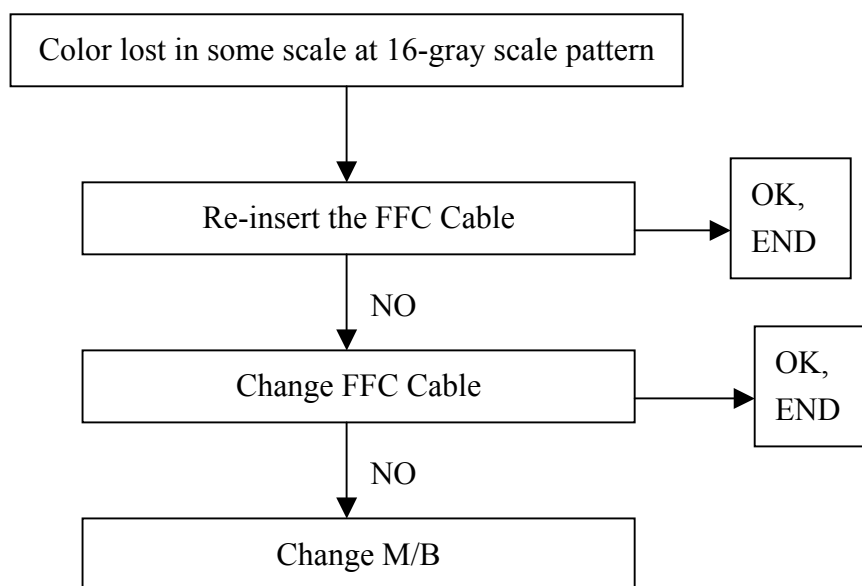 Color lost in some scale at 16-gray scale pattern
Re-insert the FFC Cable
OK,
END
NO
Change FFC Cable
OK,
END
NO
Change M/B